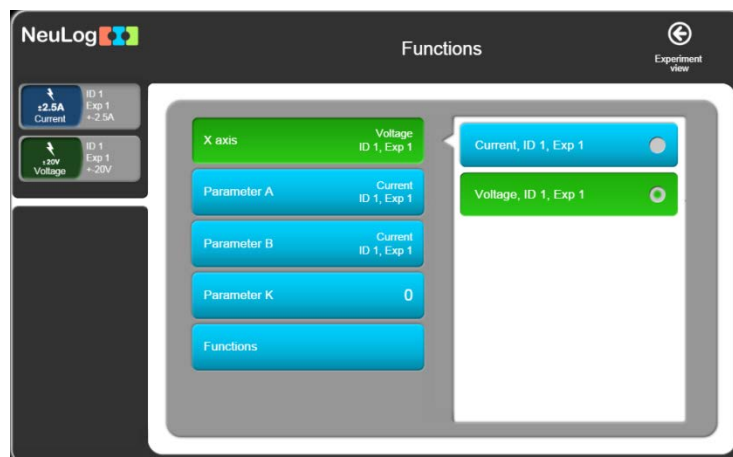 NeuLog
Functions
Experiment
view
±2.5A
Current
ID 1
Exp 1
+-2.5A
±20V
Voltage
ID 1
Exp 1
+-20V
X axis
Voltage
ID 1, Exp 1
Parameter A
Current
ID 1, Exp 1
Parameter B
Current
ID 1, Exp 1
Parameter K
0
Functions
Current, ID 1, Exp 1
Voltage, ID 1, Exp 1